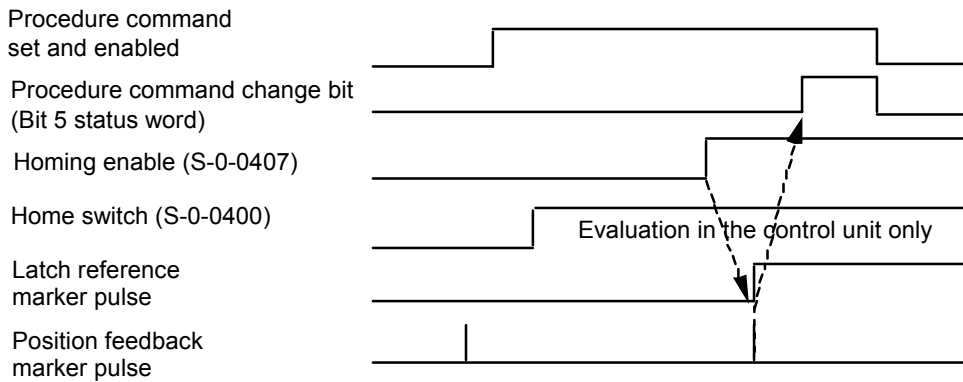 Procedure command
set and enabled
Procedure command change bit
(Bit 5 status word)
Homing enable (S-0-0407)
Home switch (S-0-0400)
Evaluation in the control unit only
Latch reference
marker pulse
Position feedback
marker pulse